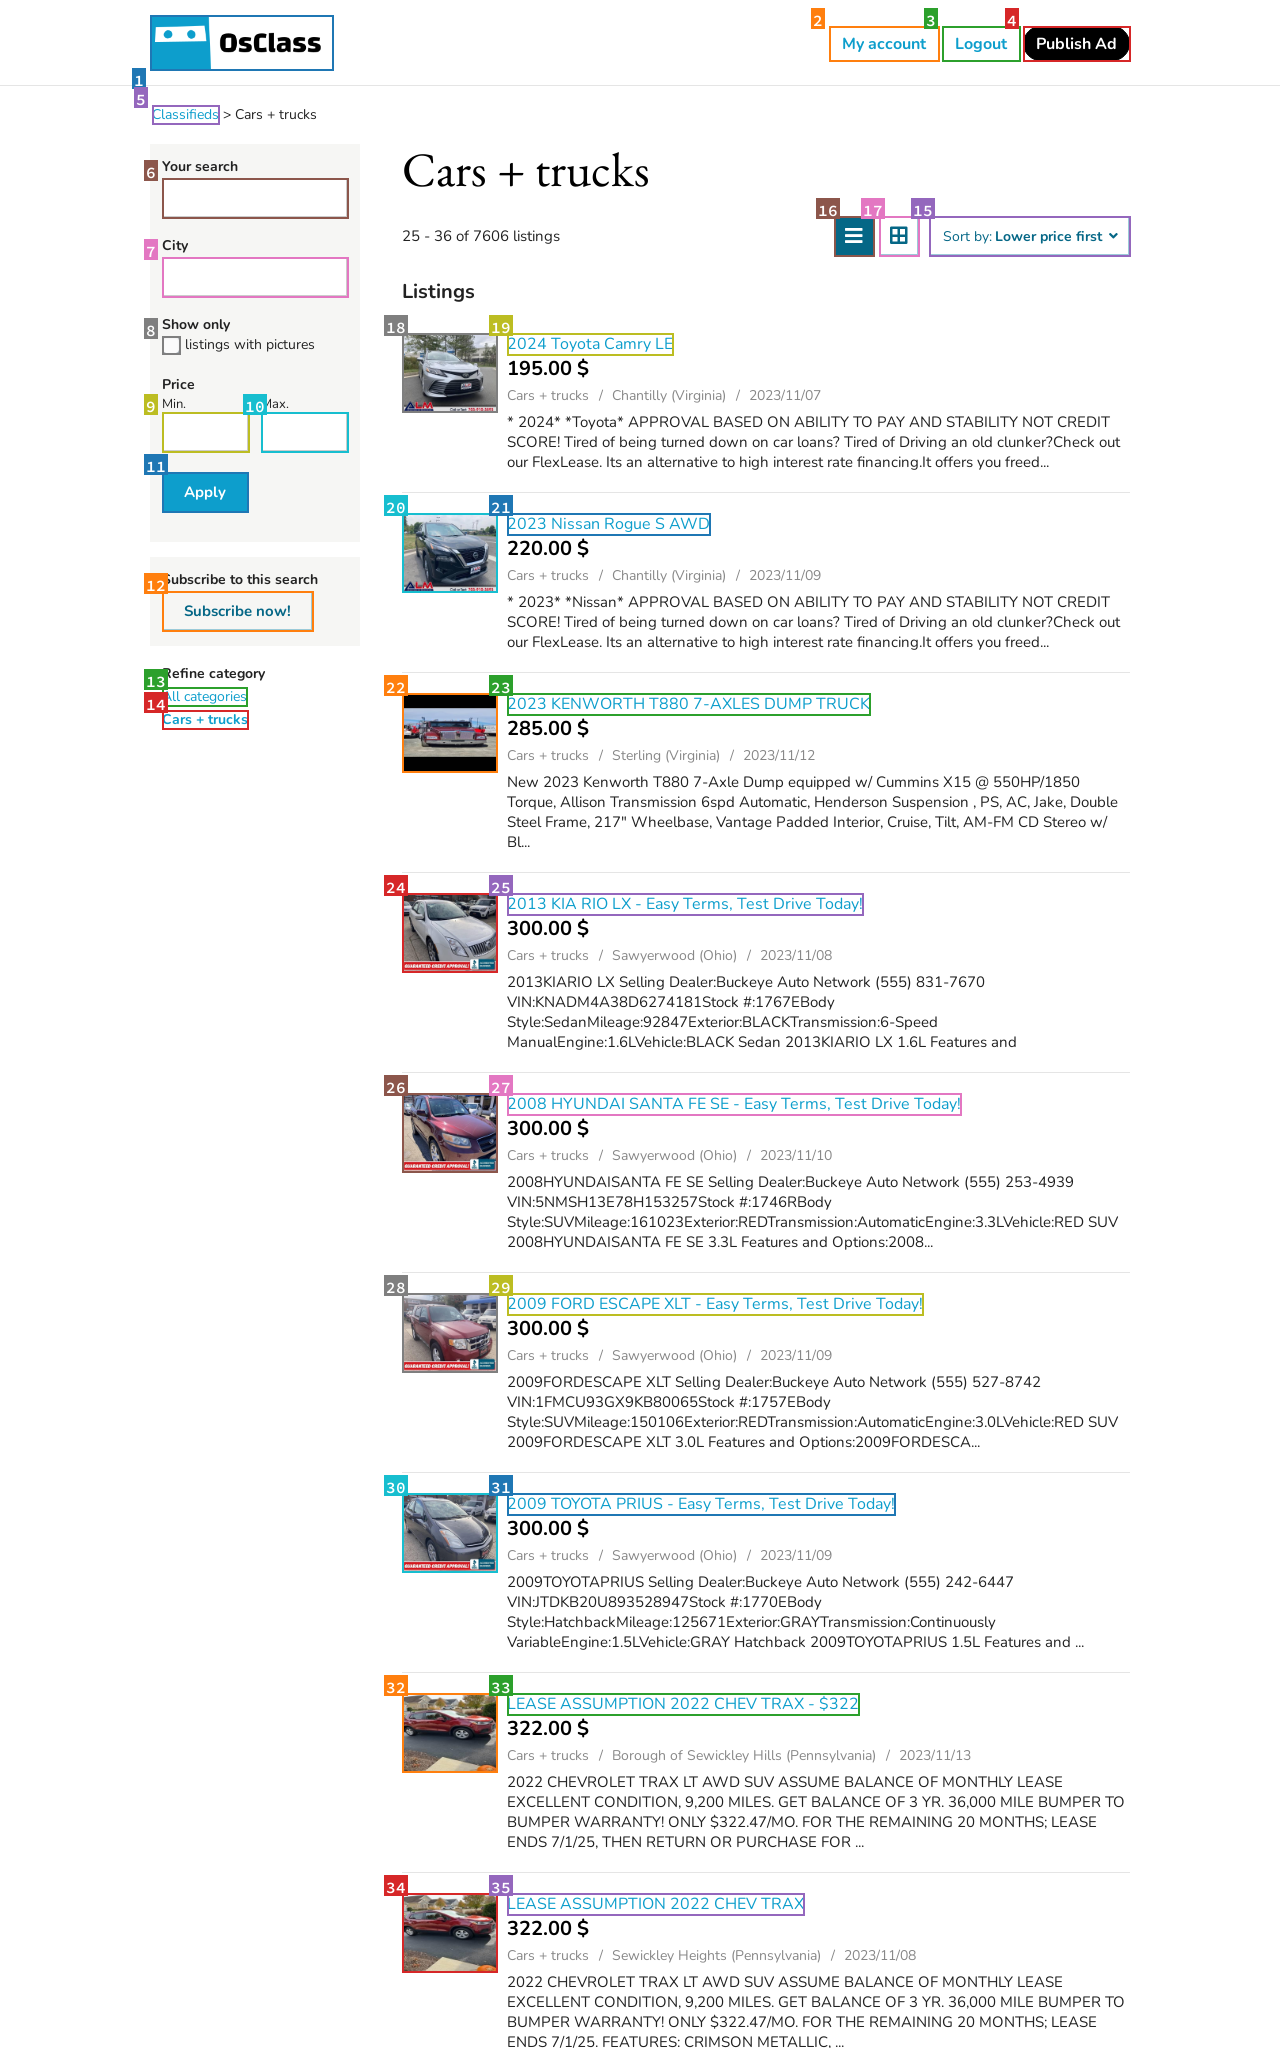 OsClass
2
My account
3
Logout
4
Publish Ad
1
5
Classifieds > Cars + trucks
6
Your search
7
City
8
Show only
listings with pictures
Price
9
Min.
10
Max.
11
Apply
12
Subscribe to this search
Subscribe now!
Refine category
13
All categories
14
Cars + trucks
Cars + trucks
25 - 36 of 7606 listings
16
17
15
Sort by: Lower price first
Listings
18
19
2024 Toyota Camry LE
195.00 $
Cars + trucks / Chantilly (Virginia) / 2023/11/07
* 2024* *Toyota* APPROVAL BASED ON ABILITY TO PAY AND STABILITY NOT CREDIT
SCORE! Tired of being turned down on car loans? Tired of Driving an old clunker?Check out
our FlexLease. Its an alternative to high interest rate financing.It offers you freed...
20
21
2023 Nissan Rogue S AWD
220.00 $
Cars + trucks / Chantilly (Virginia) / 2023/11/09
* 2023* *Nissan* APPROVAL BASED ON ABILITY TO PAY AND STABILITY NOT CREDIT
SCORE! Tired of being turned down on car loans? Tired of Driving an old clunker?Check out
our FlexLease. Its an alternative to high interest rate financing.It offers you freed...
22
23
2023 KENWORTH T880 7-AXLES DUMP TRUCK
285.00 $
Cars + trucks / Sterling (Virginia) / 2023/11/12
New 2023 Kenworth T880 7-Axle Dump equipped w/ Cummins X15 @ 550HP/1850
Torque, Allison Transmission 6spd Automatic, Henderson Suspension , PS, AC, Jake, Double
Steel Frame, 217" Wheelbase, Vantage Padded Interior, Cruise, Tilt, AM-FM CD Stereo w/
Bl...
24
GUARANTEED CREDIT APPROVAL!
25
2013 KIA RIO LX - Easy Terms, Test Drive Today!
300.00 $
Cars + trucks / Sawyerwood (Ohio) / 2023/11/08
2013KIARIO LX Selling Dealer:Buckeye Auto Network (555) 831-7670
VIN:KNADM4A38D6274181Stock #:1767EBody
Style:SedanMileage:92847Exterior:BLACKTransmission:6-Speed
ManualEngine:1.6LVehicle:BLACK Sedan 2013KIARIO LX 1.6L Features and
26
GUARANTEED CREDIT APPROVAL!
27
2008 HYUNDAI SANTA FE SE - Easy Terms, Test Drive Today!
300.00 $
Cars + trucks / Sawyerwood (Ohio) / 2023/11/10
2008HYUNDAISANTA FE SE Selling Dealer:Buckeye Auto Network (555) 253-4939
VIN:5NMSH13E78H153257Stock #:1746RBody
Style:SUVMileage:161023Exterior:REDTransmission:AutomaticEngine:3.3LVehicle:RED SUV
2008HYUNDAISANTA FE SE 3.3L Features and Options:2008...
28
GUARANTEED CREDIT APPROVAL!
29
2009 FORD ESCAPE XLT - Easy Terms, Test Drive Today!
300.00 $
Cars + trucks / Sawyerwood (Ohio) / 2023/11/09
2009FORDESCAPE XLT Selling Dealer:Buckeye Auto Network (555) 527-8742
VIN:1FMCU93GX9KB80065Stock #:1757EBody
Style:SUVMileage:150106Exterior:REDTransmission:AutomaticEngine:3.0LVehicle:RED SUV
2009FORDESCAPE XLT 3.0L Features and Options:2009FORDESCA...
30
GUARANTEED CREDIT APPROVAL!
31
2009 TOYOTA PRIUS - Easy Terms, Test Drive Today!
300.00 $
Cars + trucks / Sawyerwood (Ohio) / 2023/11/09
2009TOYOTAPRIUS Selling Dealer:Buckeye Auto Network (555) 242-6447
VIN:JTDKB20U893528947Stock #:1770EBody
Style:HatchbackMileage:125671Exterior:GRAYTransmission:Continuously
VariableEngine:1.5LVehicle:GRAY Hatchback 2009TOYOTAPRIUS 1.5L Features and ...
32
33
LEASE ASSUMPTION 2022 CHEV TRAX - $322
322.00 $
Cars + trucks / Borough of Sewickley Hills (Pennsylvania) / 2023/11/13
2022 CHEVROLET TRAX LT AWD SUV ASSUME BALANCE OF MONTHLY LEASE
EXCELLENT CONDITION, 9,200 MILES. GET BALANCE OF 3 YR. 36,000 MILE BUMPER TO
BUMPER WARRANTY! ONLY $322.47/MO. FOR THE REMAINING 20 MONTHS; LEASE
ENDS 7/1/25, THEN RETURN OR PURCHASE FOR ...
34
35
LEASE ASSUMPTION 2022 CHEV TRAX
322.00 $
Cars + trucks / Sewickley Heights (Pennsylvania) / 2023/11/08
2022 CHEVROLET TRAX LT AWD SUV ASSUME BALANCE OF MONTHLY LEASE
EXCELLENT CONDITION, 9,200 MILES. GET BALANCE OF 3 YR. 36,000 MILE BUMPER TO
BUMPER WARRANTY! ONLY $322.47/MO. FOR THE REMAINING 20 MONTHS; LEASE
ENDS 7/1/25. FEATURES: CRIMSON METALLIC, ...